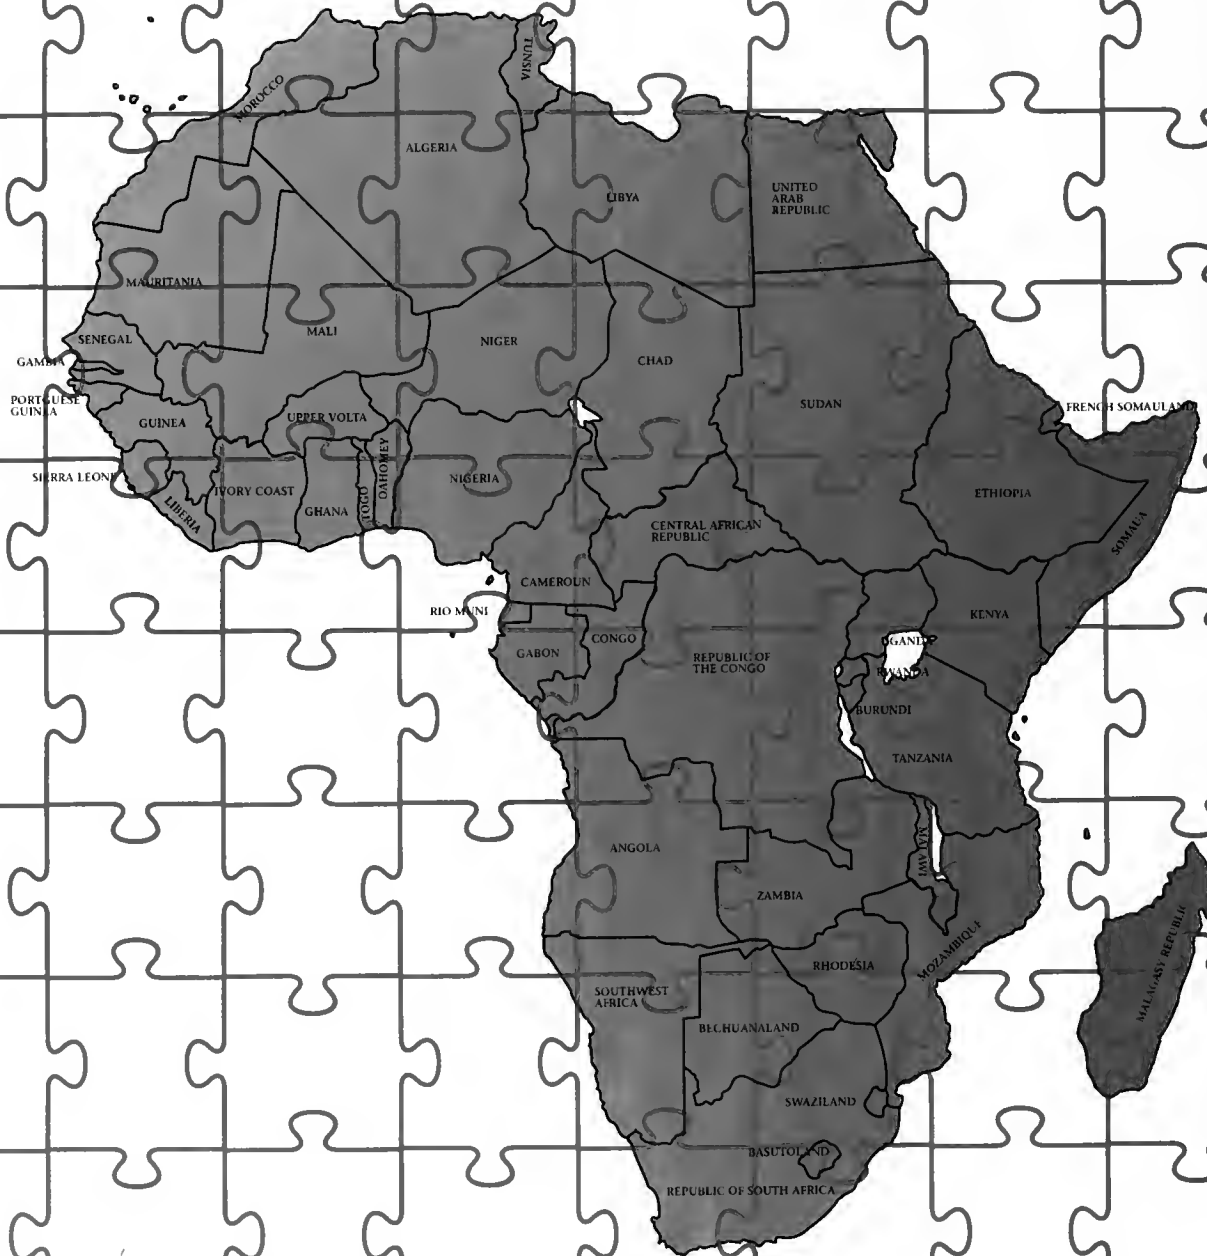 TUNSIA
MOROCCO
ALGERIA
LIBYA
UNITED
ARAB
REPUBLIC
MAURITANIA
MALI
NIGER
CHAD
SENEGAL
GAMBIA
PORTGUESE
GUINEA
GUINEA
UPPER VOLTA
SUDAN
FRENCH SOMAULAND
SIERRA LEONE
LIBERIA
IVORY COAST
GHANA
TOGO
DAHOMEY
NIGERIA
ETHIOPIA
SOMAUA
CENTRAL AFRICAN
REPUBLIC
CAMEROUN
RIO MUNI
GABON
CONGO
REPUBLIC OF
THE CONGO
UGANDA
KENYA
RWANDA
BURUNDI
TANZANIA
ANGOLA
ZAMBIA
MALAWI
MOZAMBIQUE
RHODESIA
SOUTHWEST
AFRICA
BECHUANALAND
MALAGASY REPUBLIC
SWAZILAND
BASUTOLAND
REPUBLIC OF SOUTH AFRICA